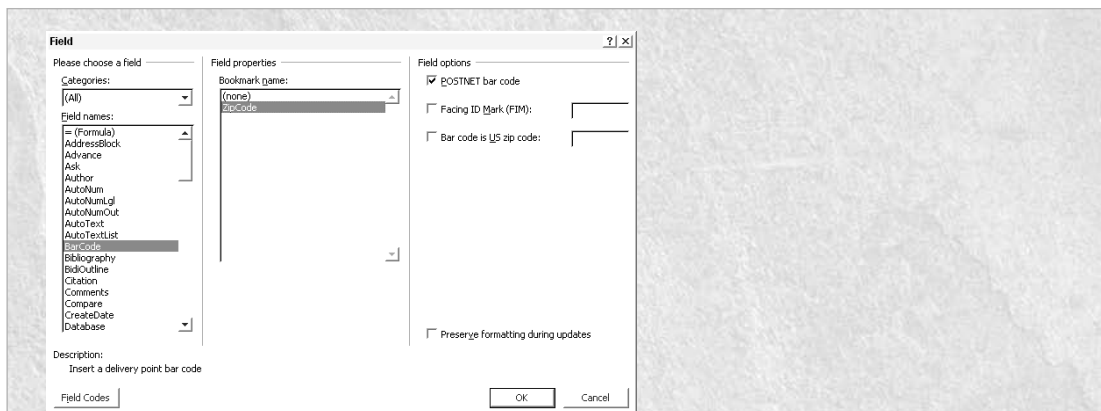 Field
Please choose a field
Categories:
(All)
Field names:
= (Formula)
AddressBlock
Advance
Ask
Author
AutoNum
AutoNumLgl
AutoNumOut
AutoText
AutoTextList
BarCode
Bibliography
BidiOutline
Citation
Comments
Compare
CreateDate
Database
Field properties
Bookmark name:
(none)
ZipCode
Field options
POSTNET bar code
Facing ID Mark (FIM):
Bar code is US zip code:
Preserve formatting during updates
Description:
Insert a delivery point bar code
Field Codes
OK
Cancel